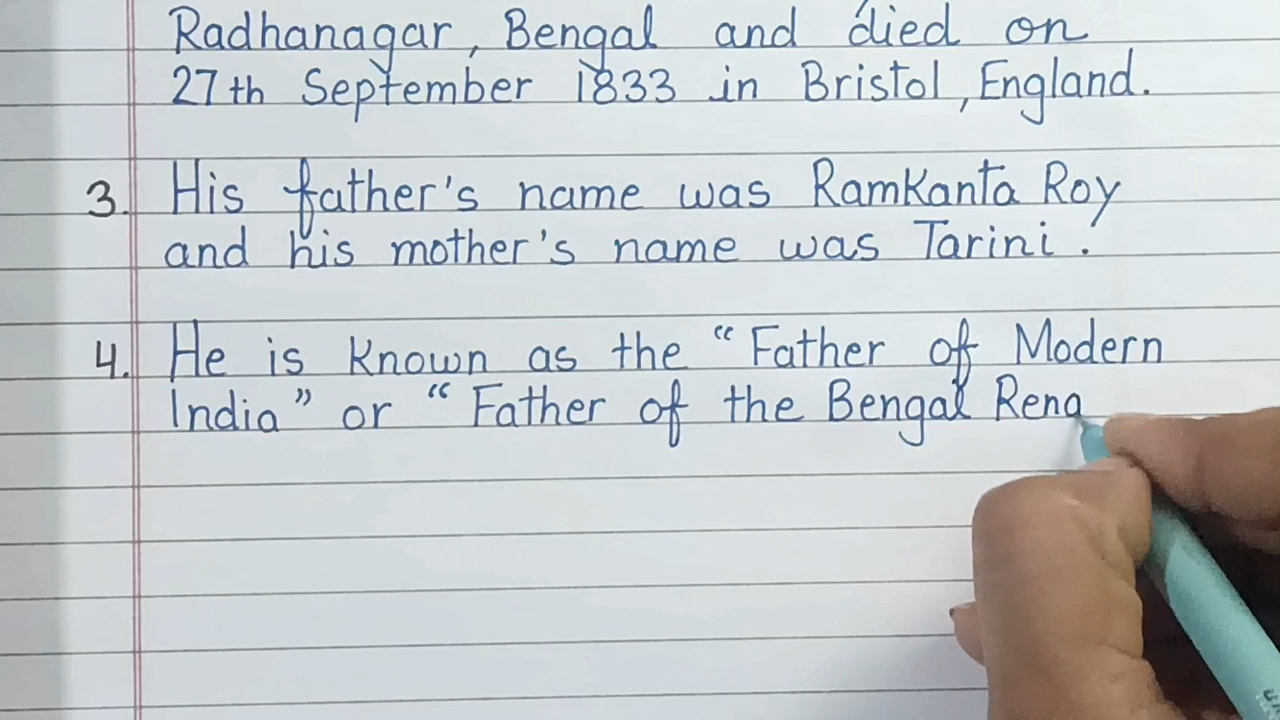 Radhanagar, Bengal and died on
27th September 1833 in Bristol, England.
3. His father's name was RamKanta Roy
and his mother's name was Tarini.
4. He is Known as the “Father of Modern
India” or “Father of the Bengal Rena